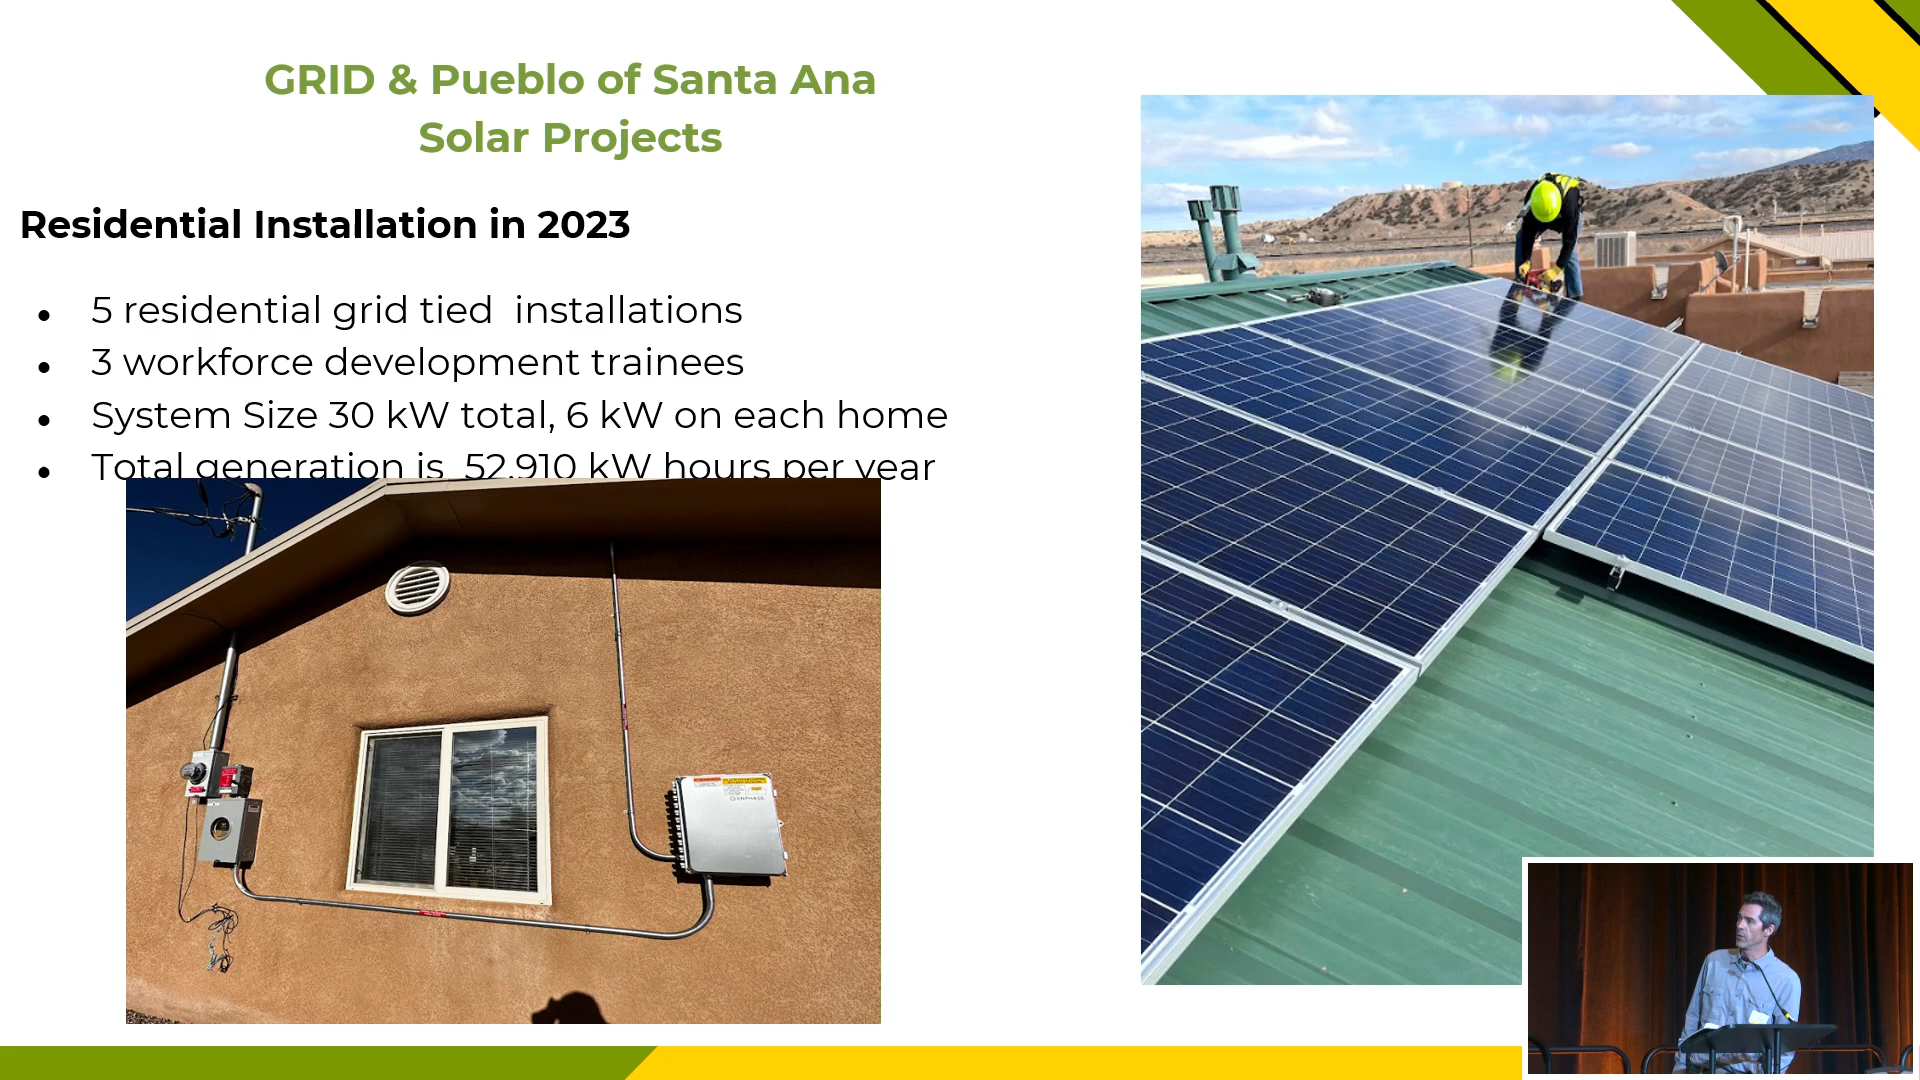 GRID & Pueblo of Santa Ana
Solar Projects
Residential Installation in 2023
• 5 residential grid tied  installations
• 3 workforce development trainees
• System Size 30 kW total, 6 kW on each home
• Total generation is  52,910 kW hours per year
ENPHASE